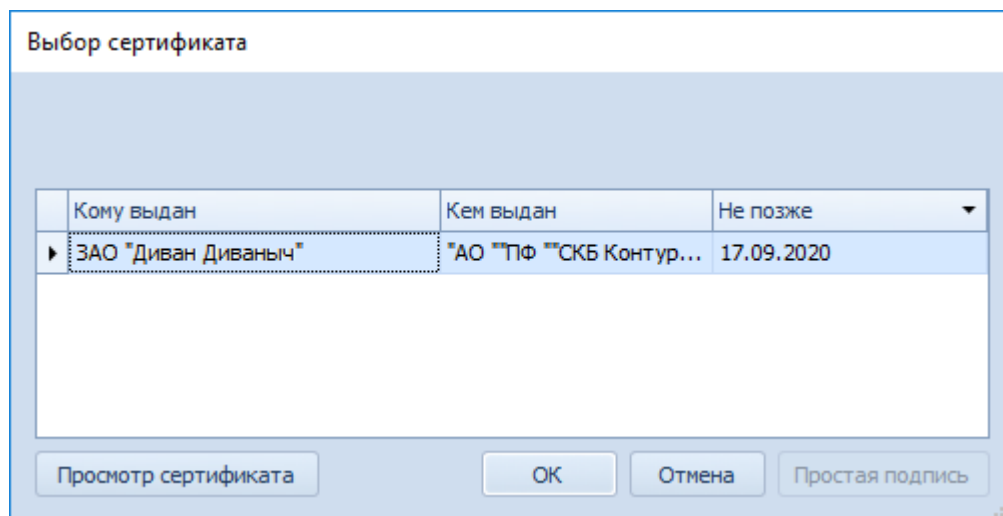 Выбор сертификата
Кому выдан Кем выдан Не позже
ЗАО "Диван Диваныч" "АО ""ПФ ""СКБ Контур... 17.09.2020
Просмотр сертификата ОК Отмена Простая подпись